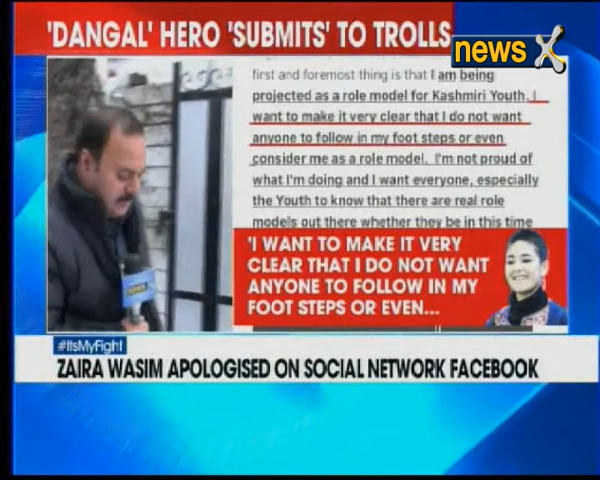 'DANGAL' HERO 'SUBMITS' TO TROLLS
news X
first and foremost thing is that I am being
projected as a role model for Kashmiri Youth. I
want to make it very clear that I do not want
anyone to follow in my foot steps or even
consider me as a role model. I'm not proud of
what I'm doing and I want everyone, especially
the Youth to know that there are real role
models out there whether they be in this time
'I WANT TO MAKE IT VERY
CLEAR THAT I DO NOT WANT
ANYONE TO FOLLOW IN MY
FOOT STEPS OR EVEN...
news
#ItsMyFight
ZAIRA WASIM APOLOGISED ON SOCIAL NETWORK FACEBOOK